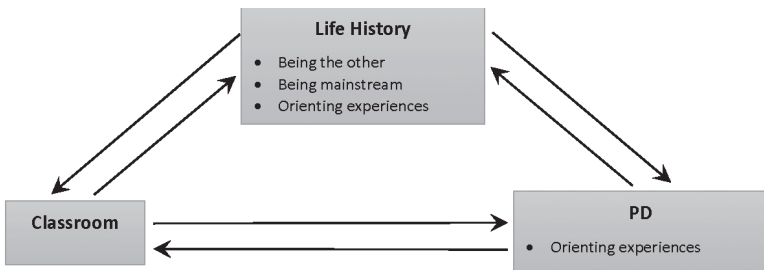 Life History
• Being the other
• Being mainstream
• Orienting experiences
Classroom
PD
• Orienting experiences